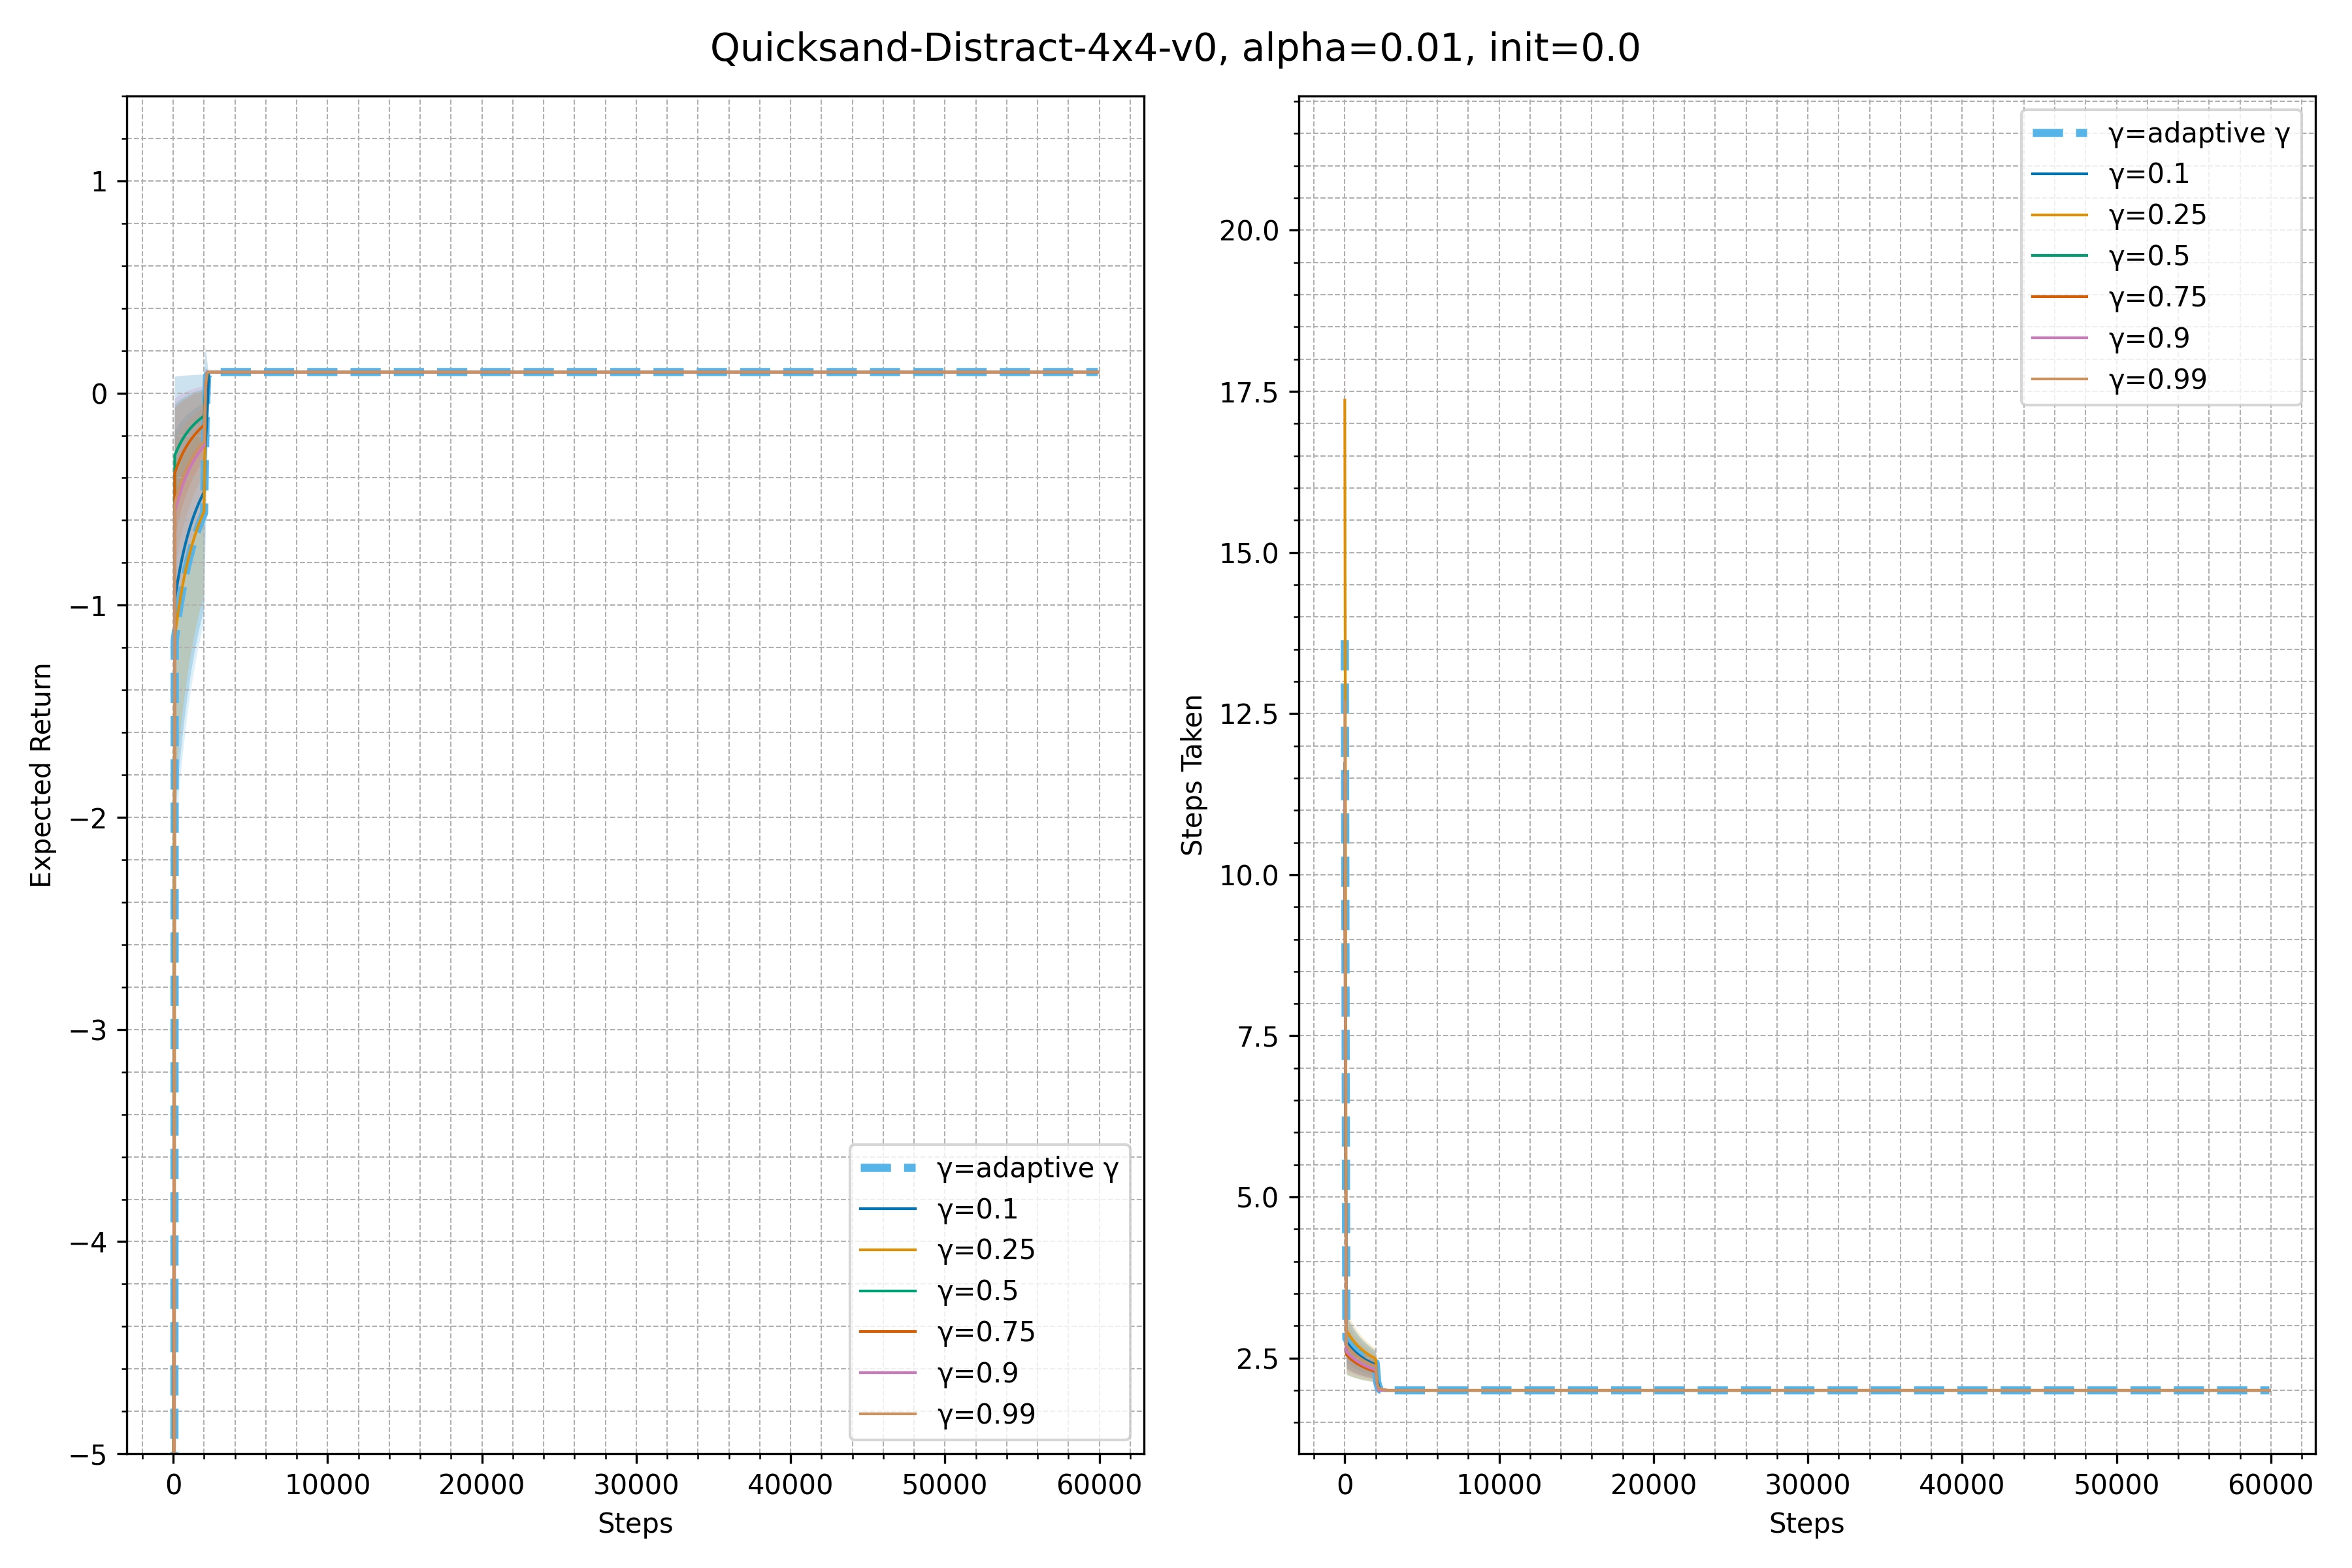 Quicksand-Distract-4x4-v0, alpha=0.01, init=0.0
Expected Return
1
0
−1
−2
−3
−4
−5
0
10000
20000
30000
40000
50000
60000
Steps
γ=adaptive γ
γ=0.1
γ=0.25
γ=0.5
γ=0.75
γ=0.9
γ=0.99
Steps Taken
20.0
17.5
15.0
12.5
10.0
7.5
5.0
2.5
0
10000
20000
30000
40000
50000
60000
Steps
γ=adaptive γ
γ=0.1
γ=0.25
γ=0.5
γ=0.75
γ=0.9
γ=0.99